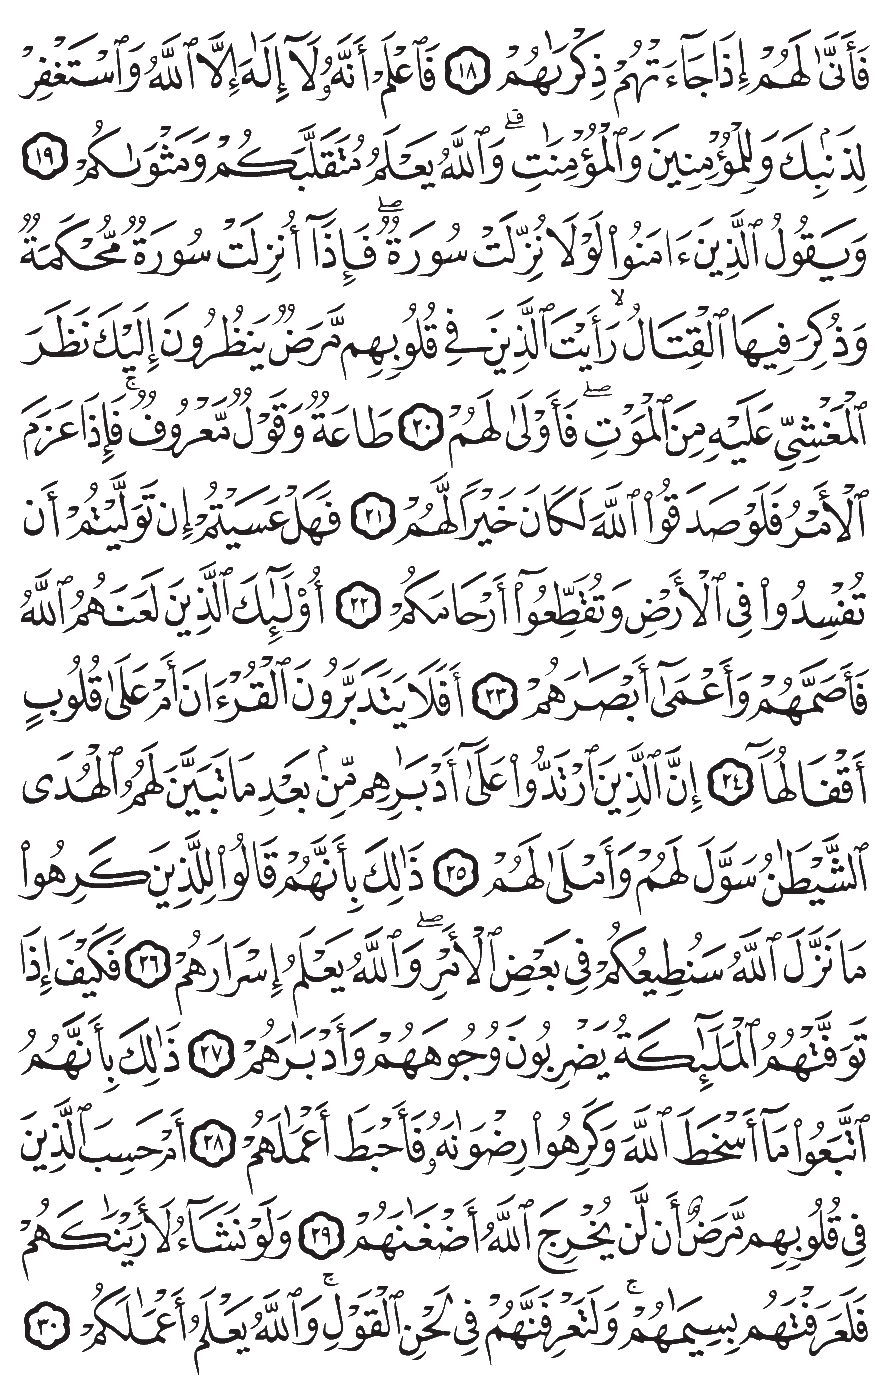 فَأَنَّىٰ لَهُمْ إِذَا جَآءَتْهُمْ ذِكْرَىٰهُمْ ١٨ فَٱعْلَمْ أَنَّهُۥ لَآ إِلَٰهَ إِلَّا ٱللَّهُ وَٱسْتَغْفِرْ
لِذَنۢبِكَ وَلِلْمُؤْمِنِينَ وَٱلْمُؤْمِنَٰتِۗ وَٱللَّهُ يَعْلَمُ مُتَقَلَّبَكُمْ وَمَثْوَىٰكُمْ ١٩
وَيَقُولُ ٱلَّذِينَ ءَامَنُوا۟ لَوْلَا نُزِّلَتْ سُورَةٌۖ فَإِذَآ أُنزِلَتْ سُورَةٌ مُّحْكَمَةٌ
وَذُكِرَ فِيهَا ٱلْقِتَالُۙ رَأَيْتَ ٱلَّذِينَ فِى قُلُوبِهِم مَّرَضٌ يَنظُرُونَ إِلَيْكَ نَظَرَ
ٱلْمَغْشِىِّ عَلَيْهِ مِنَ ٱلْمَوْتِۖ فَأَوْلَىٰ لَهُمْ ٢٠ طَاعَةٌ وَقَوْلٌ مَّعْرُوفٌۚ فَإِذَا عَزَمَ
ٱلْأَمْرُ فَلَوْ صَدَقُوا۟ ٱللَّهَ لَكَانَ خَيْرًا لَّهُمْ ٢١ فَهَلْ عَسَيْتُمْ إِن تَوَلَّيْتُمْ أَن
تُفْسِدُوا۟ فِى ٱلْأَرْضِ وَتُقَطِّعُوٓا۟ أَرْحَامَكُمْ ٢٢ أُو۟لَٰٓئِكَ ٱلَّذِينَ لَعَنَهُمُ ٱللَّهُ
فَأَصَمَّهُمْ وَأَعْمَىٰٓ أَبْصَٰرَهُمْ ٢٣ أَفَلَا يَتَدَبَّرُونَ ٱلْقُرْءَانَ أَمْ عَلَىٰ قُلُوبٍ
أَقْفَالُهَآ ٢٤ إِنَّ ٱلَّذِينَ ٱرْتَدُّوا۟ عَلَىٰٓ أَدْبَٰرِهِم مِّنۢ بَعْدِ مَا تَبَيَّنَ لَهُمُ ٱلْهُدَى
ٱلشَّيْطَٰنُ سَوَّلَ لَهُمْ وَأَمْلَىٰ لَهُمْ ٢٥ ذَٰلِكَ بِأَنَّهُمْ قَالُوا۟ لِلَّذِينَ كَرِهُوا۟
مَا نَزَّلَ ٱللَّهُ سَنُطِيعُكُمْ فِى بَعْضِ ٱلْأَمْرِۖ وَٱللَّهُ يَعْلَمُ إِسْرَارَهُمْ ٢٦ فَكَيْفَ إِذَا
تَوَفَّتْهُمُ ٱلْمَلَٰٓئِكَةُ يَضْرِبُونَ وُجُوهَهُمْ وَأَدْبَٰرَهُمْ ٢٧ ذَٰلِكَ بِأَنَّهُمُ
ٱتَّبَعُوا۟ مَآ أَسْخَطَ ٱللَّهَ وَكَرِهُوا۟ رِضْوَٰنَهُۥ فَأَحْبَطَ أَعْمَٰلَهُمْ ٢٨ أَمْ حَسِبَ ٱلَّذِينَ
فِى قُلُوبِهِم مَّرَضٌ أَن لَّن يُخْرِجَ ٱللَّهُ أَضْغَٰنَهُمْ ٢٩ وَلَوْ نَشَآءُ لَأَرَيْنَٰكَهُمْ
فَلَعَرَفْتَهُم بِسِيمَٰهُمْۚ وَلَتَعْرِفَنَّهُمْ فِى لَحْنِ ٱلْقَوْلِۚ وَٱللَّهُ يَعْلَمُ أَعْمَٰلَكُمْ ٣٠